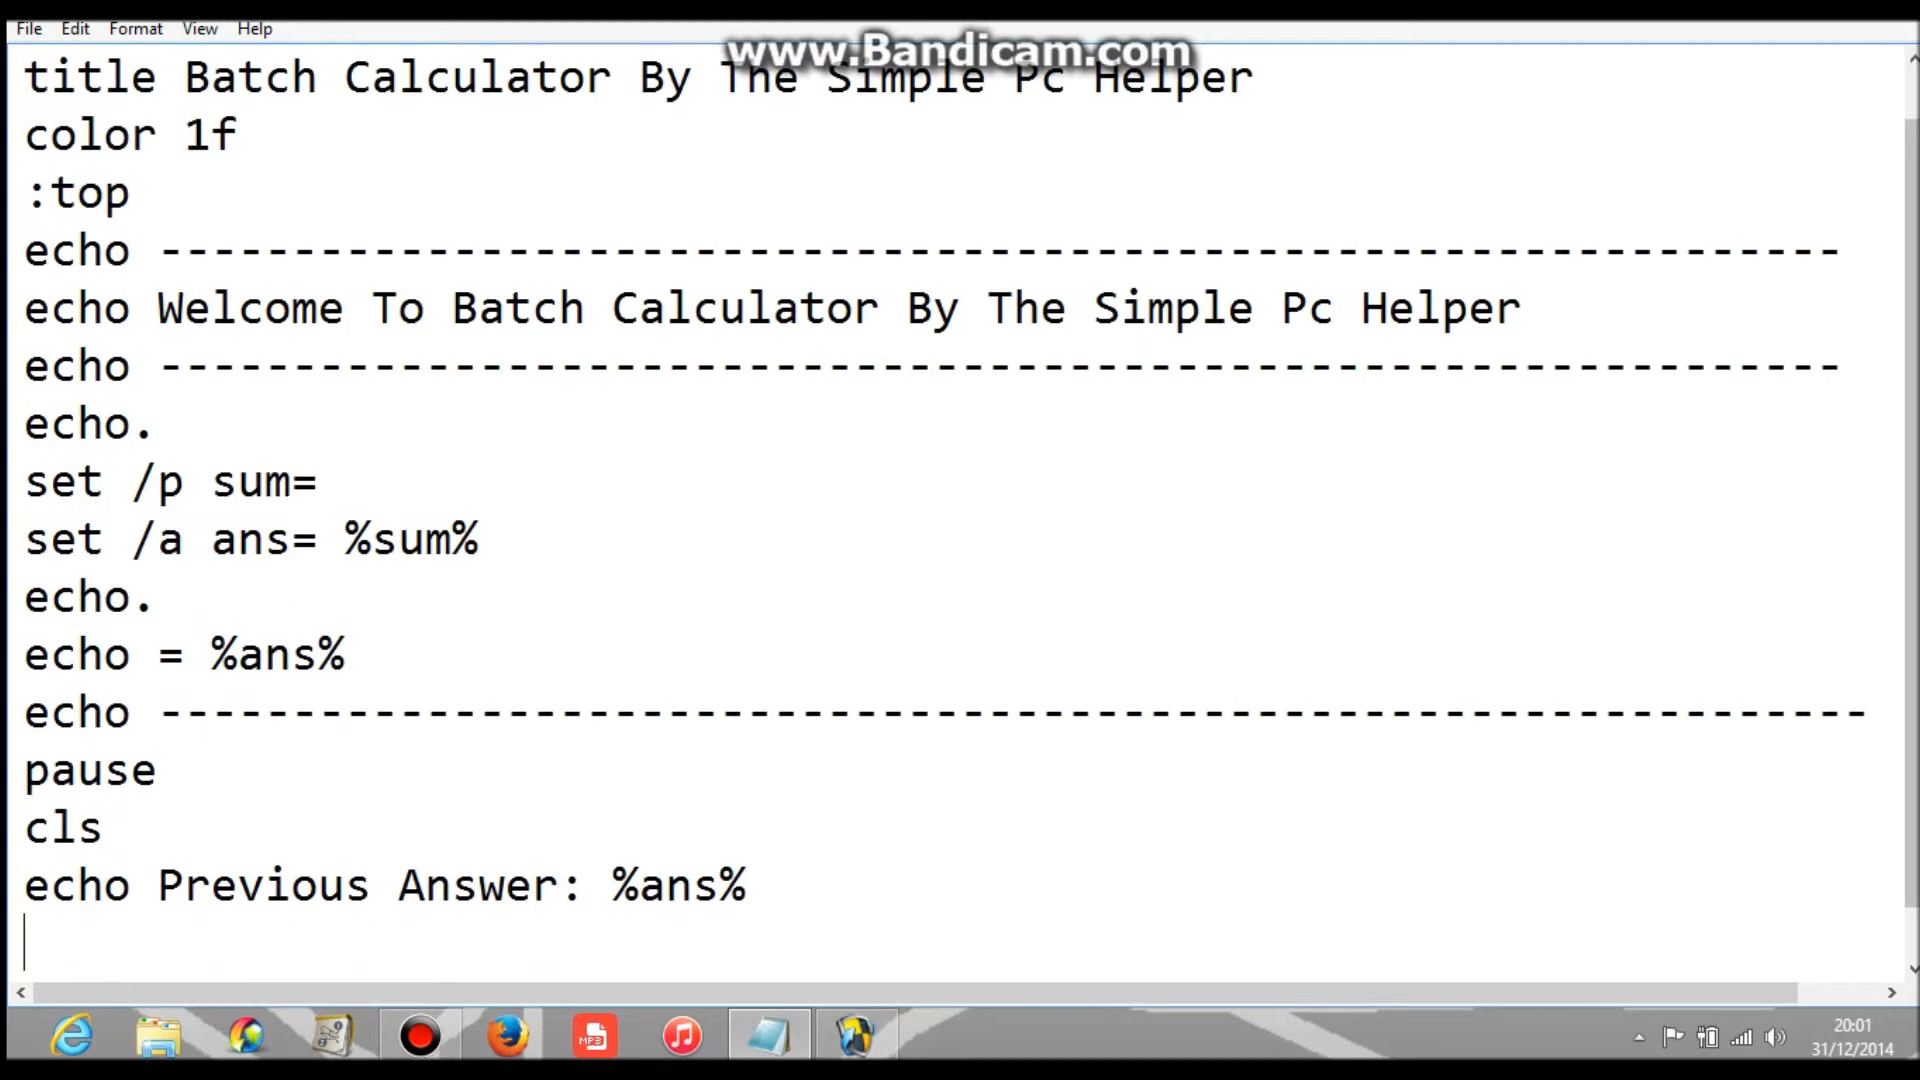 File Edit Format View Help
www.Bandicam.com
title Batch Calculator By The Simple Pc Helper
color 1f
:top
echo ---------------------------------------------------------------
echo Welcome To Batch Calculator By The Simple Pc Helper
echo ---------------------------------------------------------------
echo.
set /p sum=
set /a ans= %sum%
echo.
echo = %ans%
echo ----------------------------------------------------------------
pause
cls
echo Previous Answer: %ans%
MP3
20:01
31/12/2014